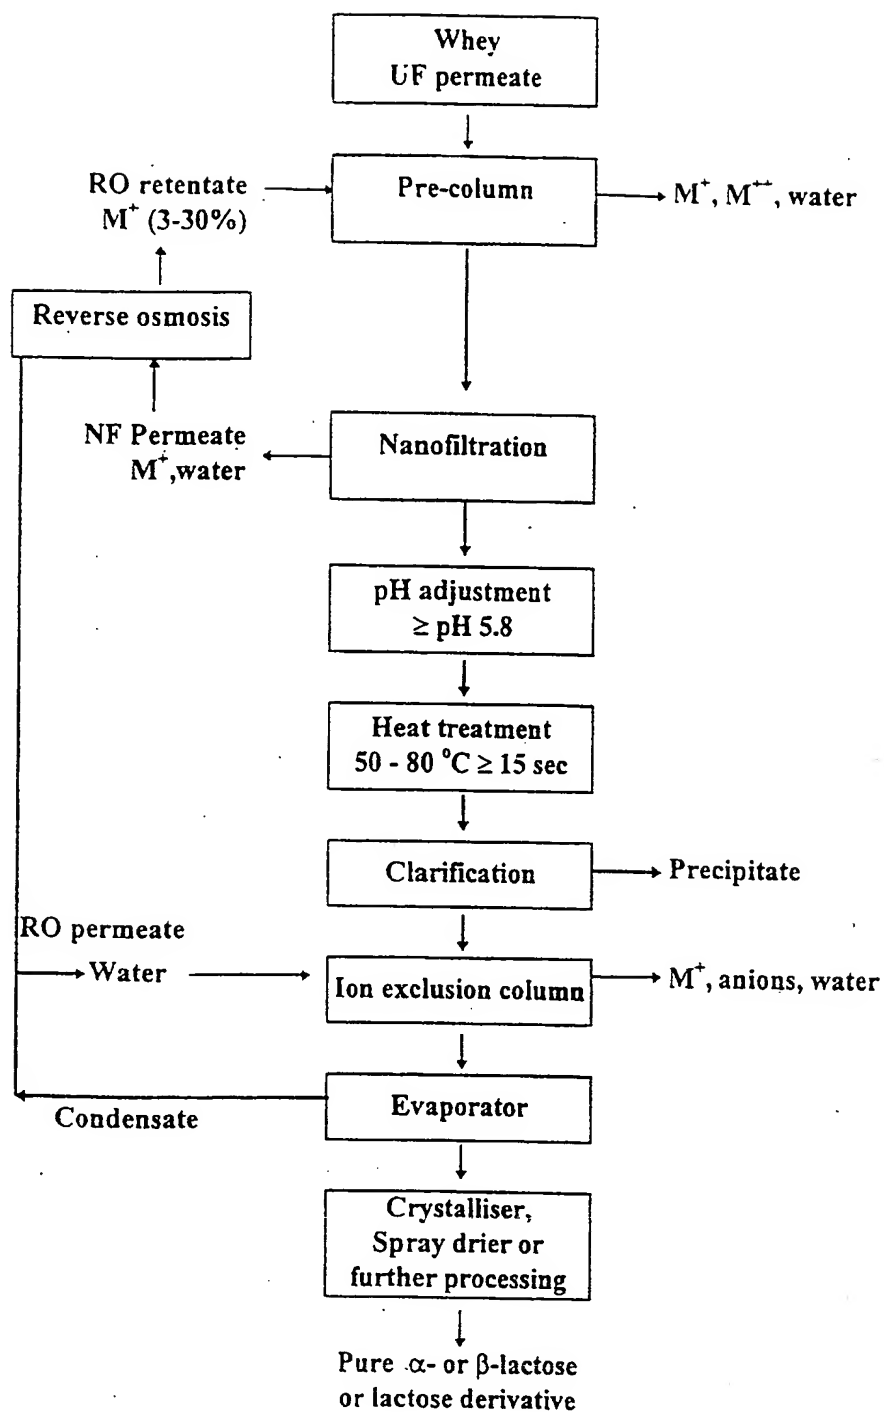 Whey
UF permeate
RO retentate
M⁺ (3-30%)
Pre-column
M⁺, M⁺⁺, water
Reverse osmosis
NF Permeate
M⁺,water
Nanofiltration
pH adjustment
≥ pH 5.8
Heat treatment
50 - 80 °C ≥ 15 sec
Clarification
Precipitate
RO permeate
Water
Ion exclusion column
M⁺, anions, water
Evaporator
Condensate
Crystalliser,
Spray drier or
further processing
Pure α- or β-lactose
or lactose derivative